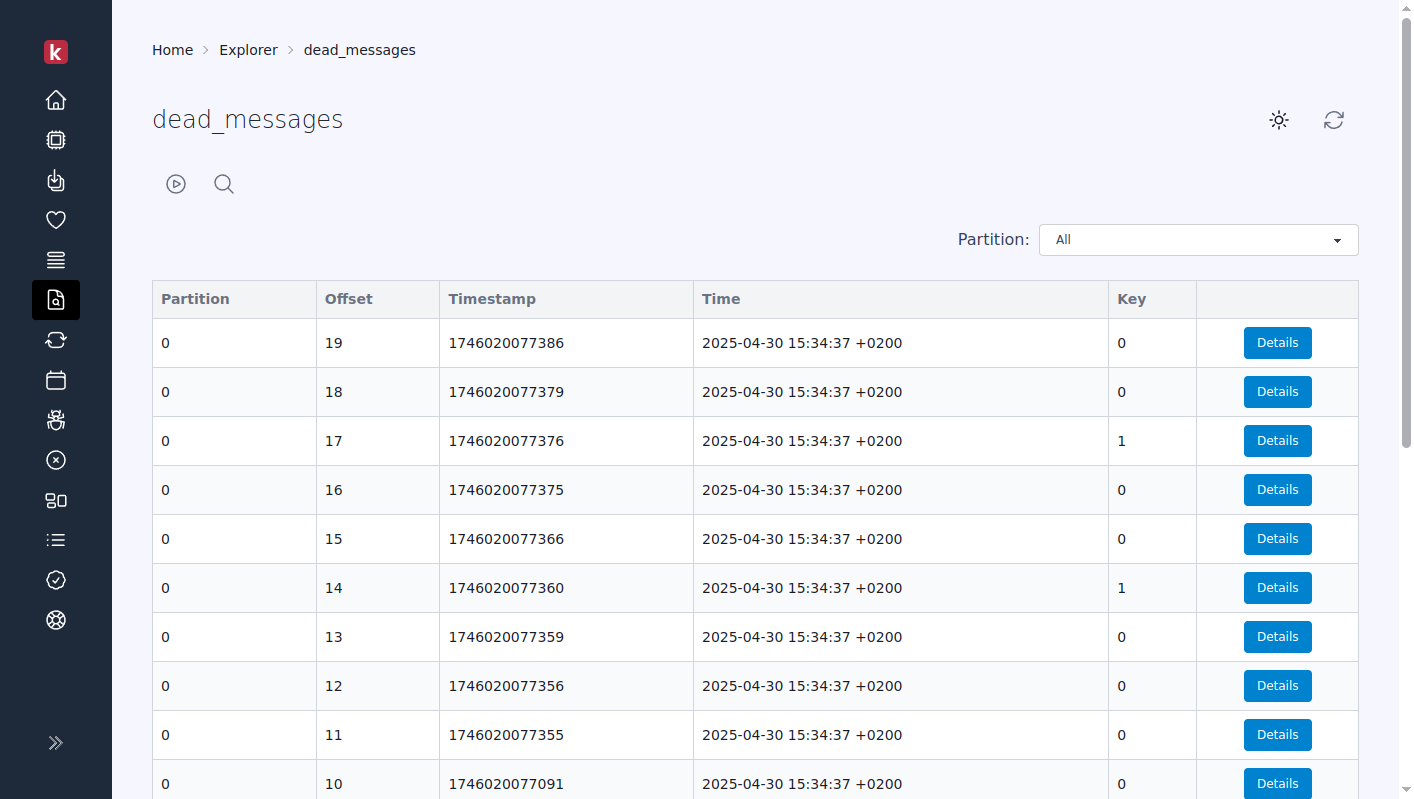 k
Home Explorer dead_messages
dead_messages
Partition: All
Partition Offset Timestamp Time Key
0 19 1746020077386 2025-04-30 15:34:37 +0200 0 Details
0 18 1746020077379 2025-04-30 15:34:37 +0200 0 Details
0 17 1746020077376 2025-04-30 15:34:37 +0200 1 Details
0 16 1746020077375 2025-04-30 15:34:37 +0200 0 Details
0 15 1746020077366 2025-04-30 15:34:37 +0200 0 Details
0 14 1746020077360 2025-04-30 15:34:37 +0200 1 Details
0 13 1746020077359 2025-04-30 15:34:37 +0200 0 Details
0 12 1746020077356 2025-04-30 15:34:37 +0200 0 Details
0 11 1746020077355 2025-04-30 15:34:37 +0200 0 Details
0 10 1746020077091 2025-04-30 15:34:37 +0200 0 Details